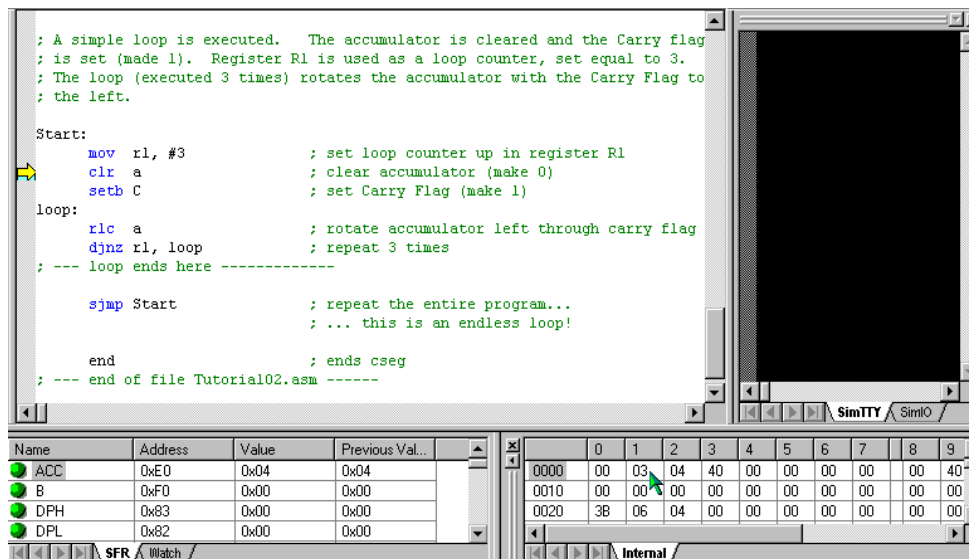 ; A simple loop is executed.   The accumulator is cleared and the Carry flag
; is set (made 1).  Register R1 is used as a loop counter, set equal to 3.
; The loop (executed 3 times) rotates the accumulator with the Carry Flag to
; the left.
Start:
mov  r1, #3              ; set loop counter up in register R1
clr  a                   ; clear accumulator (make 0)
setb C                   ; set Carry Flag (make 1)
loop:
rlc  a                   ; rotate accumulator left through carry flag
djnz r1, loop            ; repeat 3 times
; --- loop ends here -------------
sjmp Start               ; repeat the entire program...
; ... this is an endless loop!
end                      ; ends cseg
; --- end of file Tutorial02.asm ------
SimTTY SimIO
Name Address Value Previous Val...
ACC 0xE0 0x04 0x04
B 0xF0 0x00 0x00
DPH 0x83 0x00 0x00
DPL 0x82 0x00 0x00
SFR Watch
0 1 2 3 4 5 6 7 8 9
0000 00 03 04 40 00 00 00 00 00 40
0010 00 00 00 00 00 00 00 00 00 00
0020 3B 06 04 00 00 00 00 00 00 00
Internal